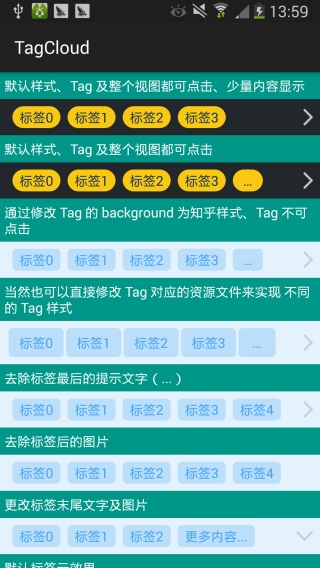 13:59
TagCloud
默认样式、Tag 及整个视图都可点击、少量内容显示
标签0 标签1 标签2 标签3
默认样式、Tag 及整个视图都可点击
标签0 标签1 标签2 标签3 ...
通过修改 Tag 的 background 为知乎样式、Tag 不可
点击
标签0 标签1 标签2 标签3 ...
当然也可以直接修改 Tag 对应的资源文件来实现 不同
的 Tag 样式
标签0 标签1 标签2 标签3 ...
去除标签最后的提示文字 ( ... )
标签0 标签1 标签2 标签3 标签4
去除标签后的图片
标签0 标签1 标签2 标签3 标签4
更改标签末尾文字及图片
标签0 标签1 标签2 更多内容...
默认标签云效果